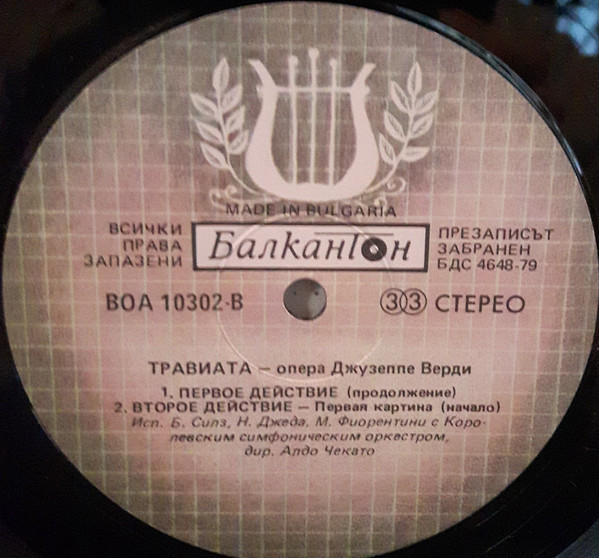 MADE IN BULGARIA
ВСИЧКИ
ПРАВА
ЗАПАЗЕНИ
Балкантон
ПРЕЗАПИСЪТ
ЗАБРАНЕН
БДС 4648-79
ВОА 10302-В
33 СТЕРЕО
ТРАВИАТА — опера Джузеппе Верди
1. ПЕРВОЕ ДЕЙСТВИЕ (продолжение)
2. ВТОРОЕ ДЕЙСТВИЕ — Первая картина (начало)
Исп. Б. Силз, Н. Джеда, М. Фиорентини с Коро-
левским симфоническим оркестром,
дир. Алдо Чекато